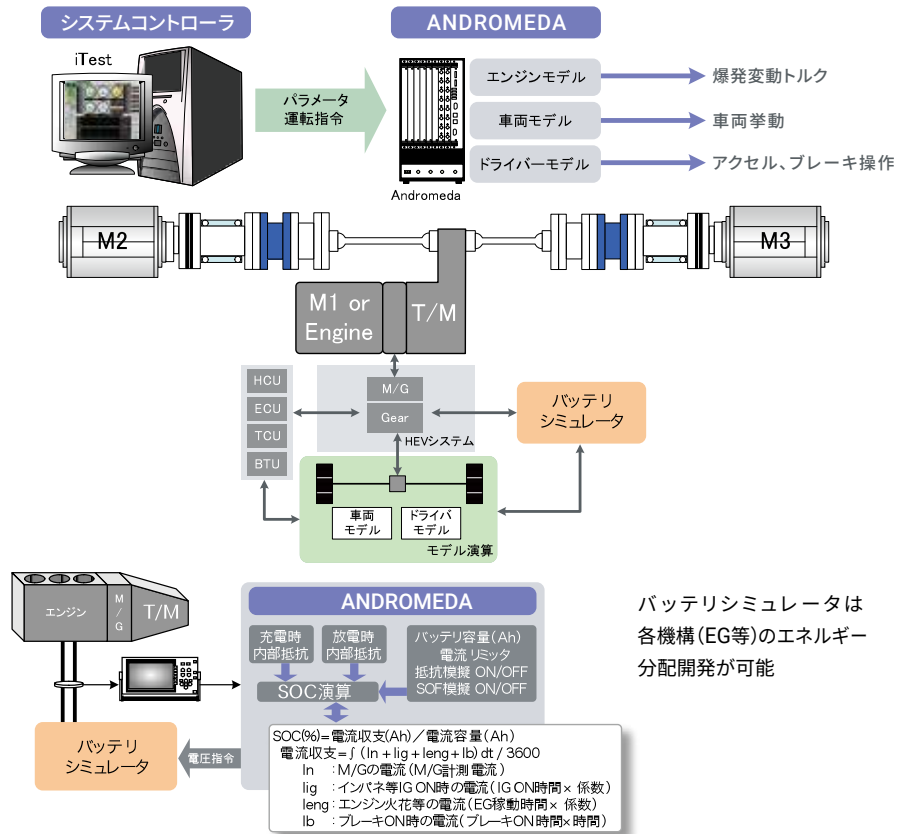 システムコントローラ
ANDROMEDA
iTest
パラメータ
運転指令
エンジンモデル
爆発変動トルク
車両モデル
車両挙動
ドライバーモデル
アクセル、ブレーキ操作
Andromeda
M2
M3
M1 or
Engine
T/M
HCU
ECU
TCU
BTU
M/G
Gear
HEVシステム
バッテリ
シミュレータ
車両
モデル
ドライバ
モデル
モデル演算
エンジン
M
/
G
T/M
ANDROMEDA
充電時
内部抵抗
放電時
内部抵抗
バッテリ容量(Ah)
電流リミッタ
抵抗模擬 ON/OFF
SOF模擬 ON/OFF
SOC演算
バッテリ
シミュレータ
電圧指令
SOC(%)=電流収支(Ah)／電流容量(Ah)
電流収支=∫(In+Iig+Ieng+Ib)dt / 3600
In :M/Gの電流(M/G計測電流)
Iig :インパネ等IG ON時の電流(IG ON時間×係数)
Ieng:エンジン火花等の電流(EG稼動時間×係数)
Ib :ブレーキON時の電流(ブレーキON時間×時間)
バッテリシミュレータは
各機構(EG等)のエネルギー
分配開発が可能